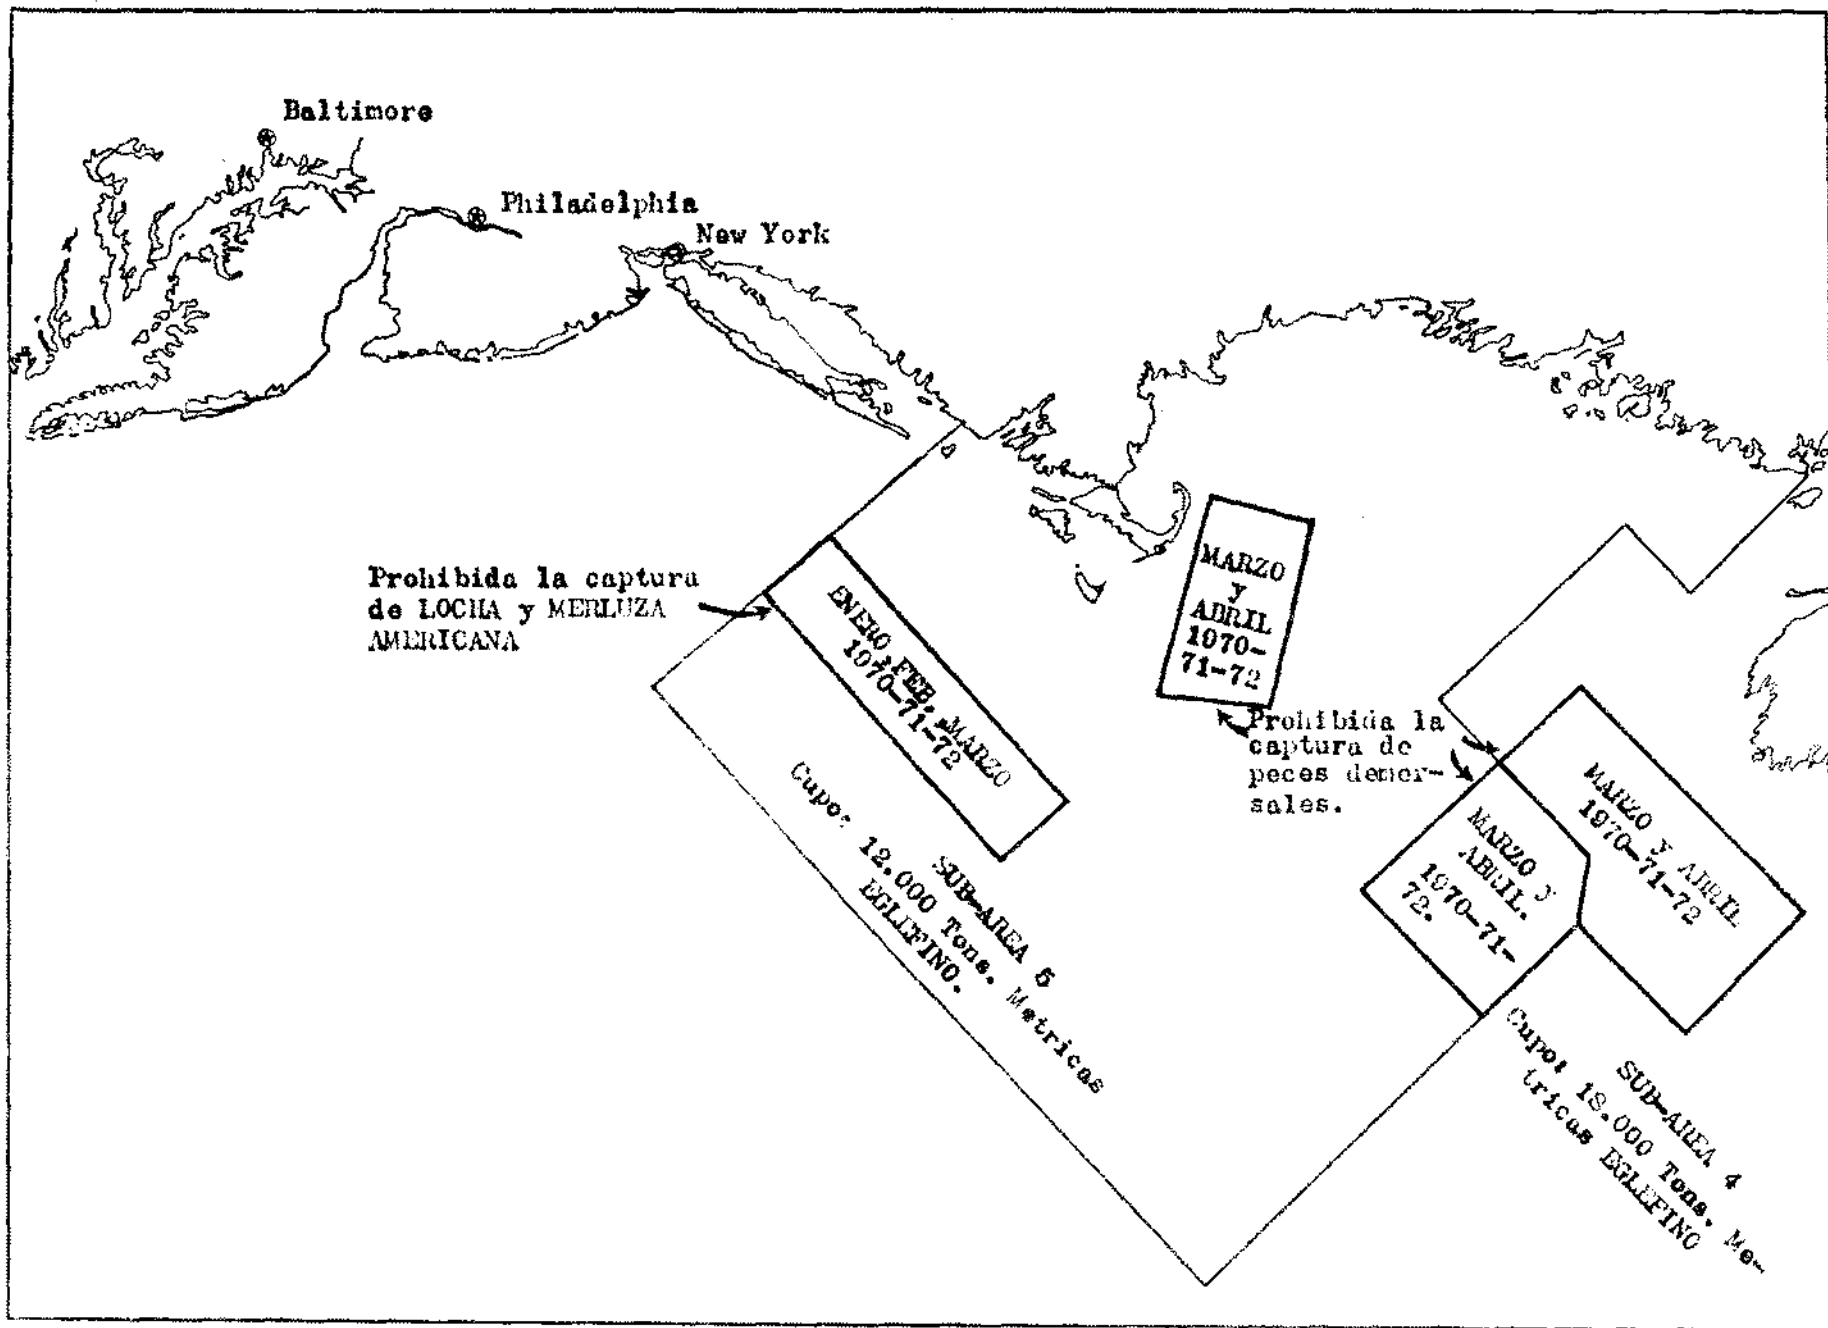 Baltimore
Philadelphia
New York
Prohibida la captura
de LOCHA y MERLUZA
AMERICANA
ENERO, FEB., MARZO
1970-71-72
MARZO
y
ABRIL
1970-
71-72
Prohibida la
captura de
peces demer-
sales.
MARZO y
ABRIL.
1970-71-
72.
MARZO y ABRIL
1970-71-72
SUB-AREA 5
Cupo: 12.000 Tons. Metricas
EGLEFINO.
SUB-AREA 4
Cupo: 18.000 Tons. Me-
tricas EGLEFINO